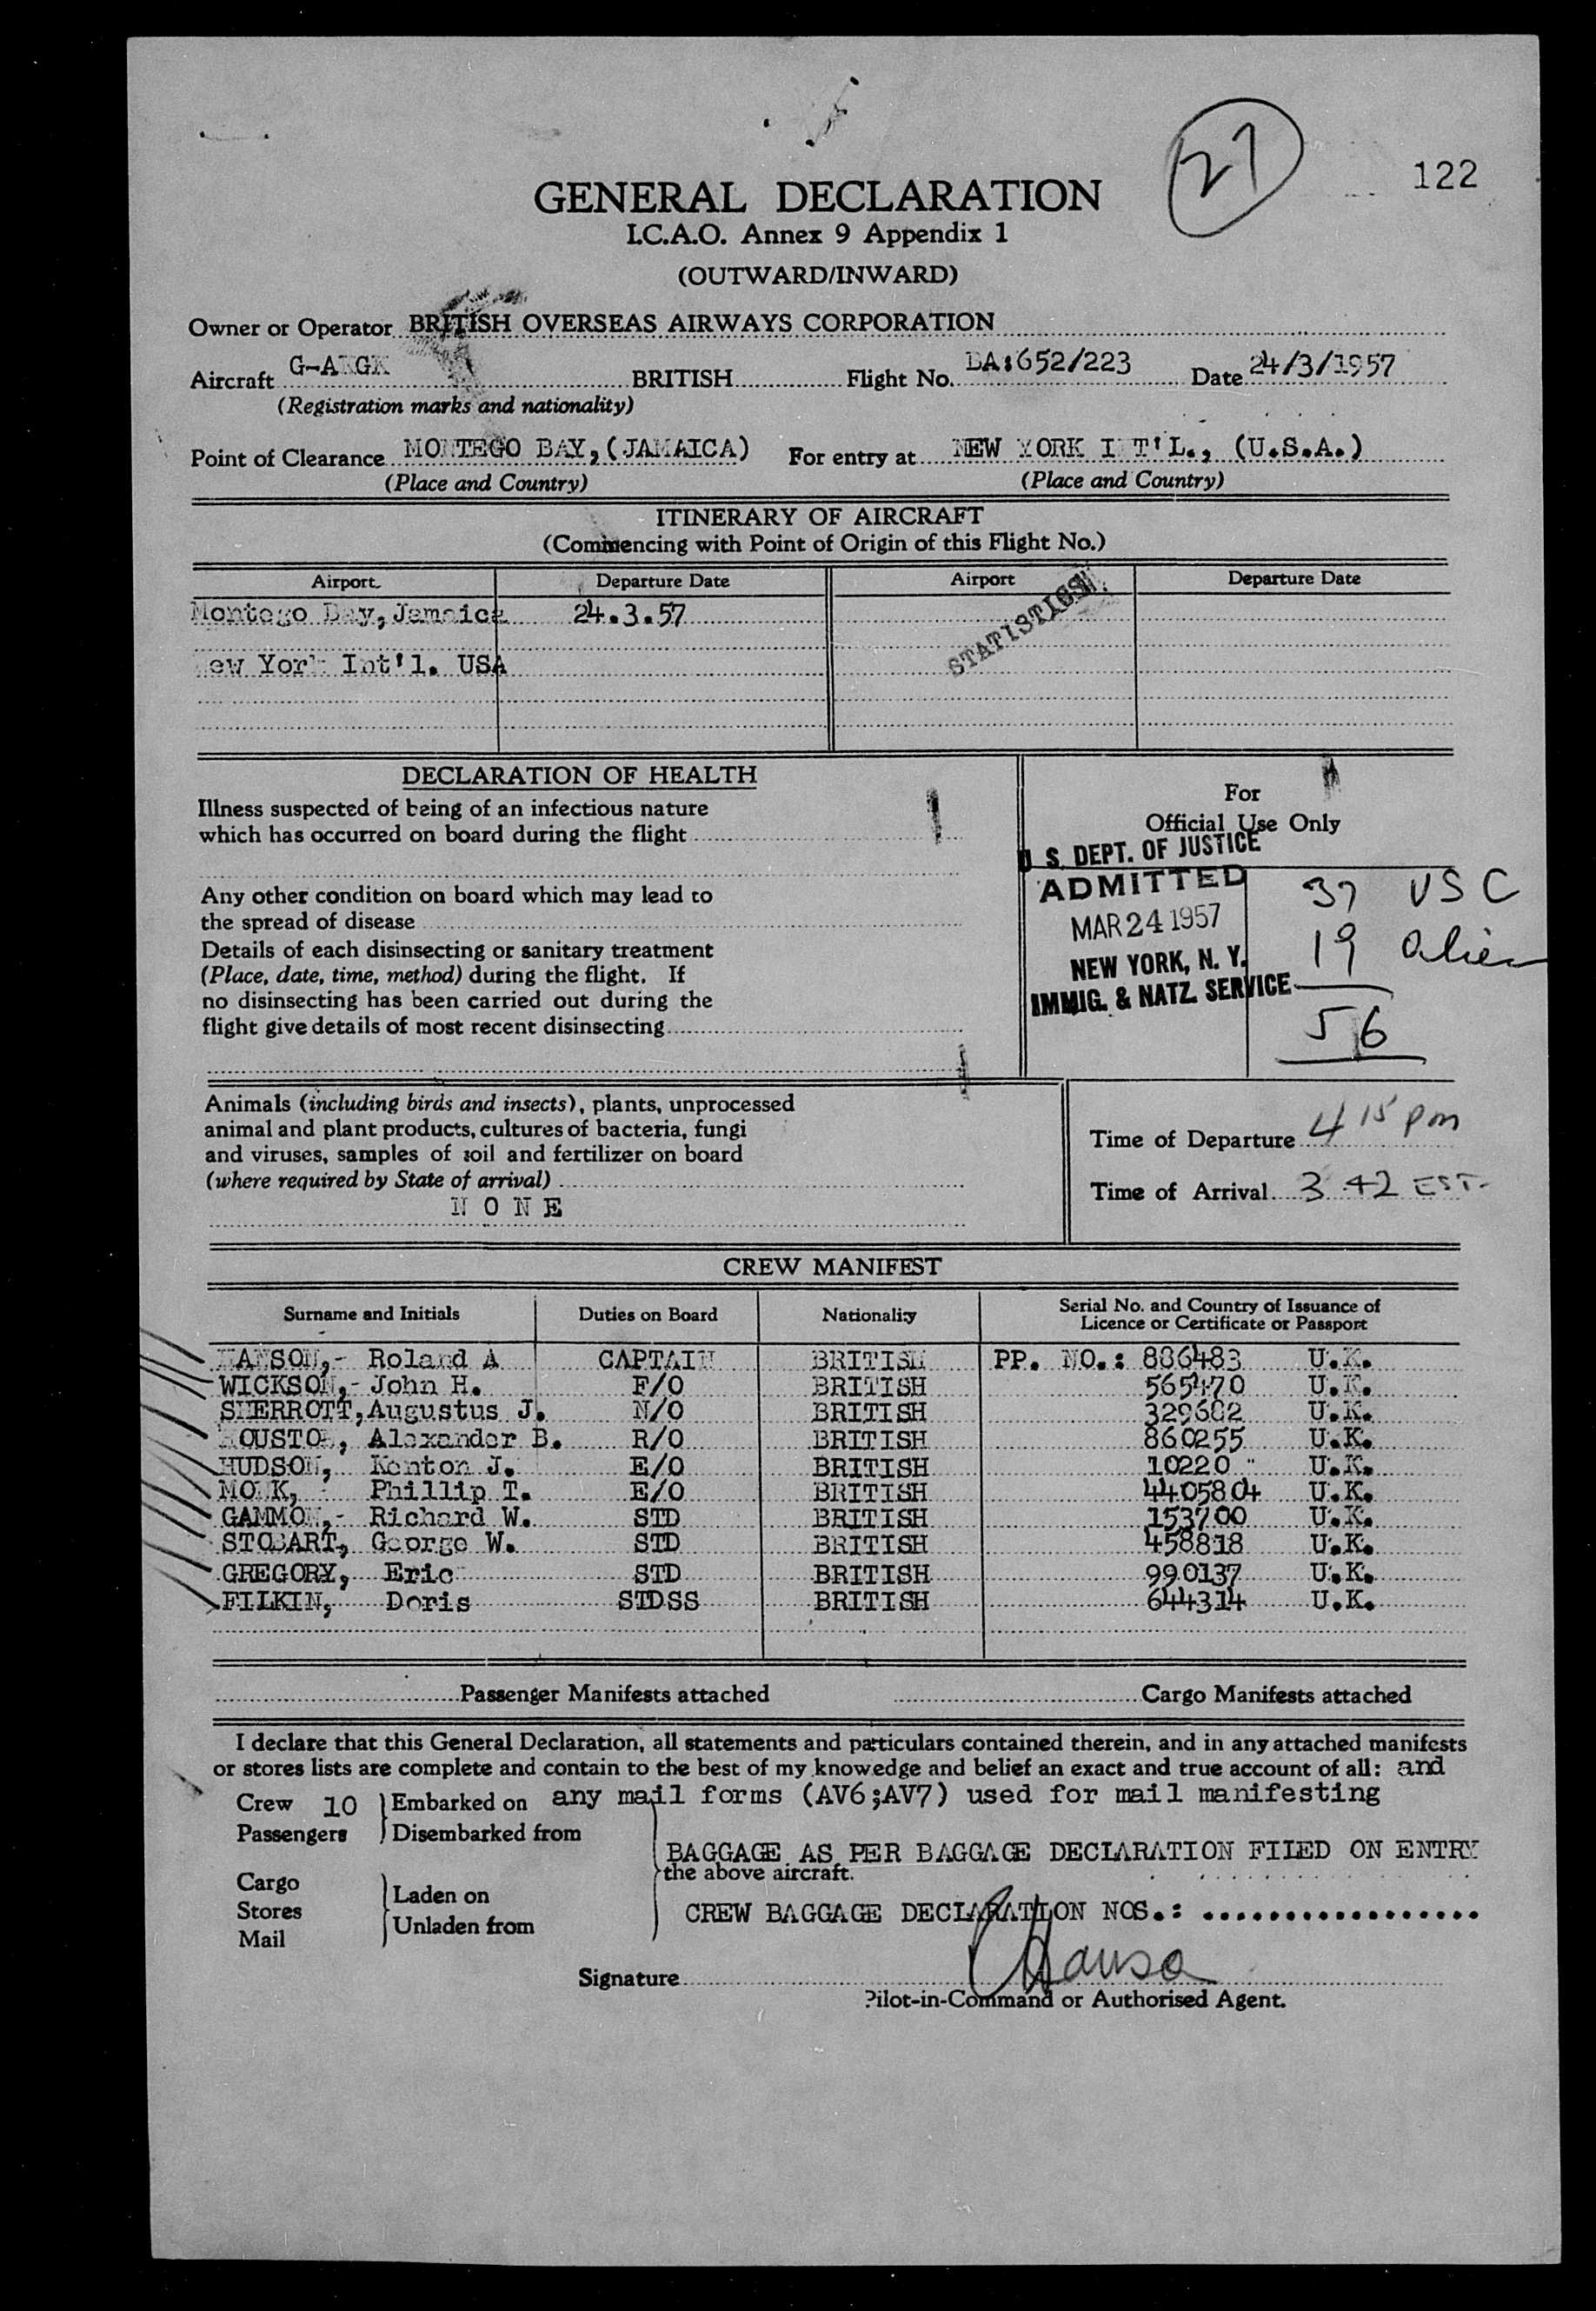 27
122
GENERAL DECLARATION
I.C.A.O. Annex 9 Appendix 1
(OUTWARD/INWARD)
Owner or Operator BRITISH OVERSEAS AIRWAYS CORPORATION
Aircraft BRITISH Flight No. BA:652/223 Date 24/3/1957
(Registration marks and nationality)
Point of Clearance MONTEGO BAY, (JAMAICA) For entry at NEW YORK INT'L., (U.S.A.)
(Place and Country) (Place and Country)
ITINERARY OF AIRCRAFT
(Commencing with Point of Origin of this Flight No.)
Airport Departure Date Airport Departure Date
Montego Bay, Jamaica 24.3.57
STATISTICS
New York Int'l. USA
DECLARATION OF HEALTH
Illness suspected of being of an infectious nature
which has occurred on board during the flight
Any other condition on board which may lead to
the spread of disease
Details of each disinsecting or sanitary treatment
(Place, date, time, method) during the flight. If
no disinsecting has been carried out during the
flight give details of most recent disinsecting
For
Official Use Only
U. S. DEPT. OF JUSTICE
ADMITTED
MAR 24 1957
NEW YORK, N. Y.
IMMIG. & NATZ. SERVICE
37 USC
19 alien
56
Animals (including birds and insects), plants, unprocessed
animal and plant products, cultures of bacteria, fungi
and viruses, samples of soil and fertilizer on board
(where required by State of arrival)
N O N E
Time of Departure 4 15 pm
Time of Arrival 3 42 EST.
CREW MANIFEST
Surname and Initials Duties on Board Nationality Serial No. and Country of Issuance of
Licence or Certificate or Passport
Roland A CAPTAIN BRITISH PP. NO.: 886483 U.K.
WICKSON,- John H. F/O BRITISH 565470 U.K.
SHERROTT, Augustus J. N/O BRITISH 329682 U.K.
HOUSTON, Alexander B. R/O BRITISH 860255 U.K.
HUDSON, Kenton J. E/O BRITISH 10220 U.K.
MONK, Phillip T. E/O BRITISH 4405804 U.K.
GAMMON,- Richard W. STD BRITISH 153700 U.K.
STOBART, George W. STD BRITISH 458818 U.K.
GREGORY, Eric STD BRITISH 990137 U.K.
FILKIN, Doris STDSS BRITISH 644314 U.K.
Passenger Manifests attached Cargo Manifests attached
I declare that this General Declaration, all statements and particulars contained therein, and in any attached manifests
or stores lists are complete and contain to the best of my knowedge and belief an exact and true account of all: and
Crew 10 Embarked on any mail forms (AV6;AV7) used for mail manifesting
Passengers Disembarked from
BAGGAGE AS PER BAGGAGE DECLARATION FILED ON ENTRY
the above aircraft.
Cargo
Stores
Mail
Laden on
Unladen from
CREW BAGGAGE DECLARATION NOS.: .................
Signature
Pilot-in-Command or Authorised Agent.